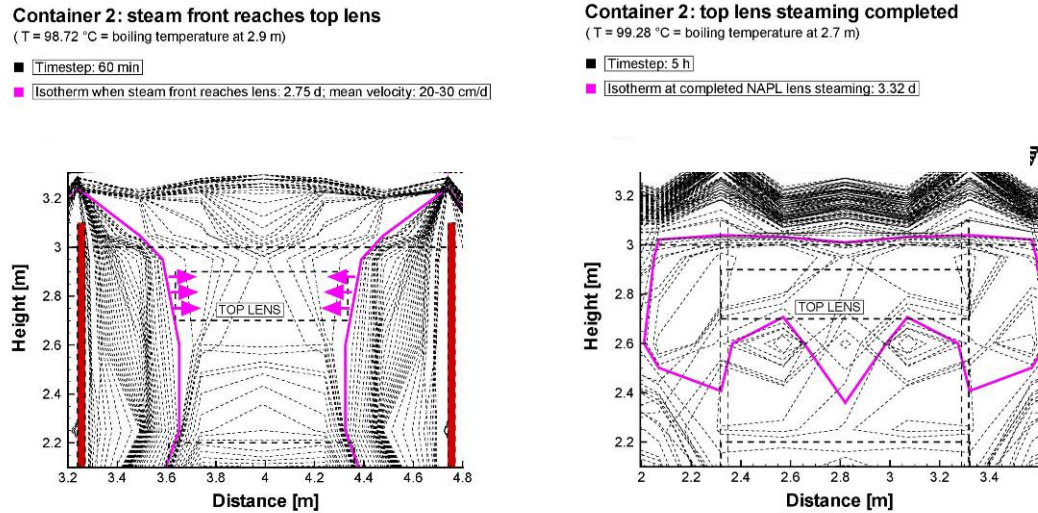 Container 2: steam front reaches top lens
( T = 98.72 °C = boiling temperature at 2.9 m)
Timestep: 60 min
Isotherm when steam front reaches lens: 2.75 d; mean velocity: 20-30 cm/d
Height [m]
3.2
3
2.8
2.6
2.4
2.2
TOP LENS
3.2 3.4 3.6 3.8 4 4.2 4.4 4.6 4.8
Distance [m]
Container 2: top lens steaming completed
( T = 99.28 °C = boiling temperature at 2.7 m)
Timestep: 5 h
Isotherm at completed NAPL lens steaming: 3.32 d
Height [m]
3.2
3
2.8
2.6
2.4
2.2
TOP LENS
2 2.2 2.4 2.6 2.8 3 3.2 3.4
Distance [m]